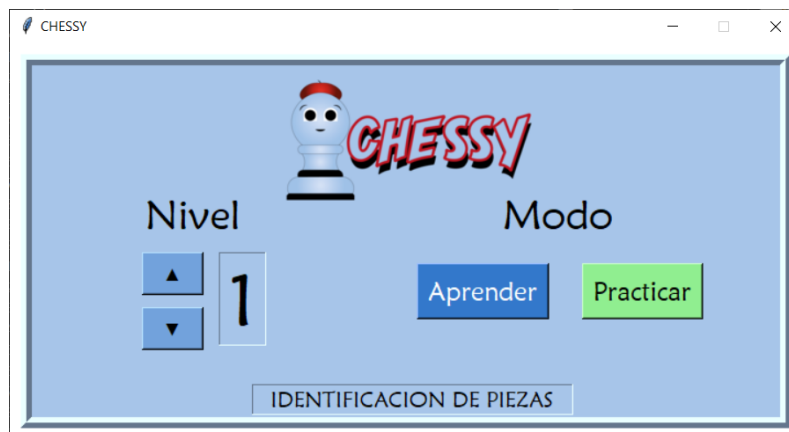 CHESSY
CHESSY
Nivel
Modo
▲
1
Aprender
Practicar
▼
IDENTIFICACION DE PIEZAS